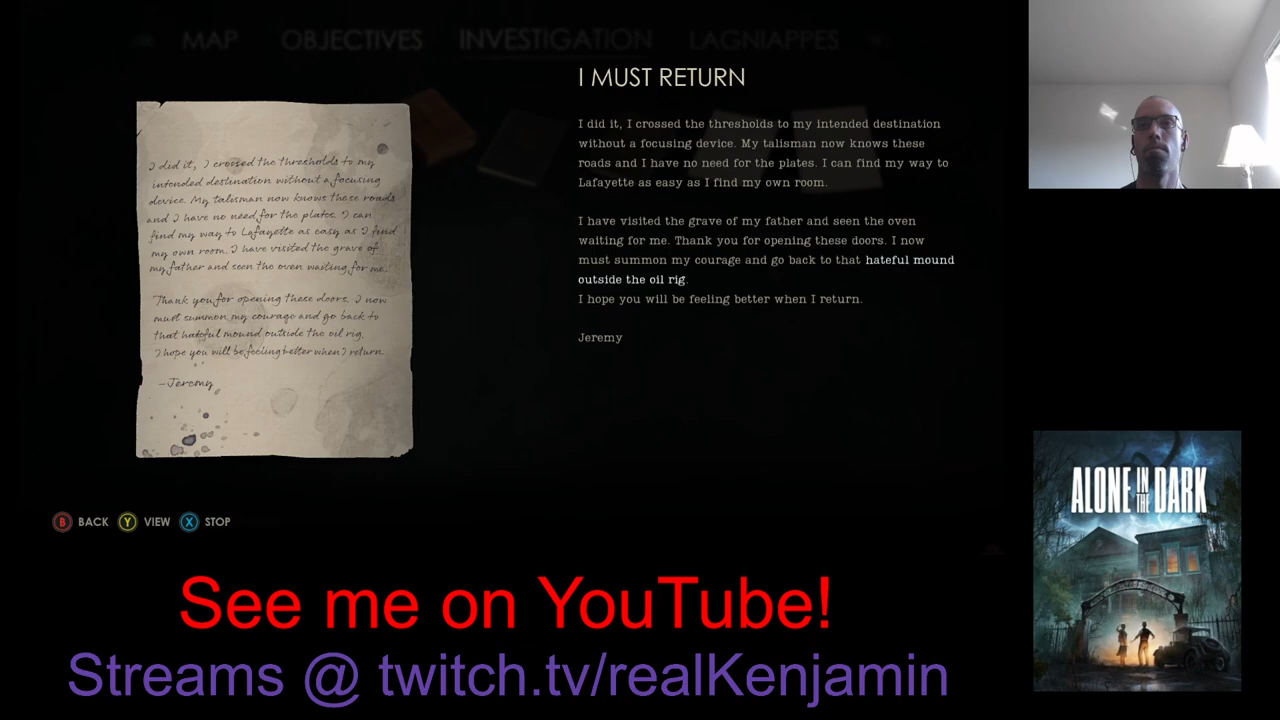 MAP OBJECTIVES INVESTIGATION LAGNIAPPES
I did it, I crossed the thresholds to my
intended destination without a focusing
device. My talisman now knows these roads
and I have no need for the plates. I can
find my way to Lafayette as easy as I find
my own room. I have visited the grave of
my father and seen the oven waiting for me.
Thank you for opening these doors. I now
must summon my courage and go back to
that hateful mound outside the oil rig.
I hope you will be feeling better when I return.
-Jeremy
I MUST RETURN
I did it, I crossed the thresholds to my intended destination
without a focusing device. My talisman now knows these
roads and I have no need for the plates. I can find my way to
Lafayette as easy as I find my own room.
I have visited the grave of my father and seen the oven
waiting for me. Thank you for opening these doors. I now
must summon my courage and go back to that hateful mound
outside the oil rig.
I hope you will be feeling better when I return.
Jeremy
B BACK Y VIEW X STOP
ALONE IN THE DARK
See me on YouTube!
Streams @ twitch.tv/realKenjamin